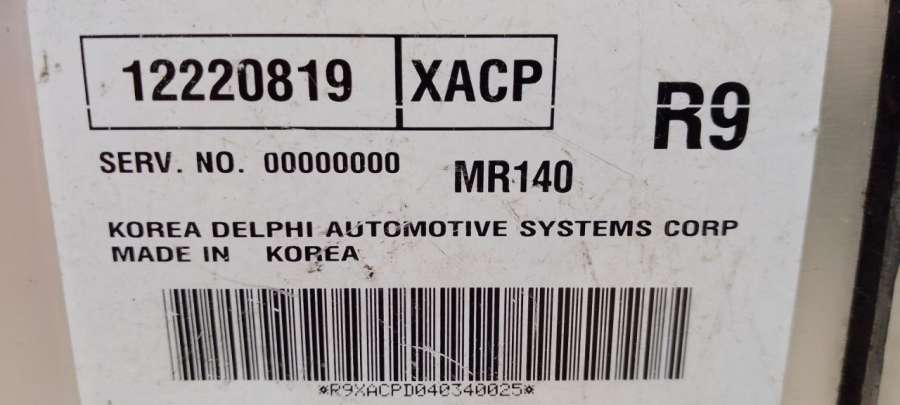 12220819 XACP
R9
SERV. NO. 00000000 MR140
KOREA DELPHI AUTOMOTIVE SYSTEMS CORP
MADE IN KOREA
*R9XACPD040340025*